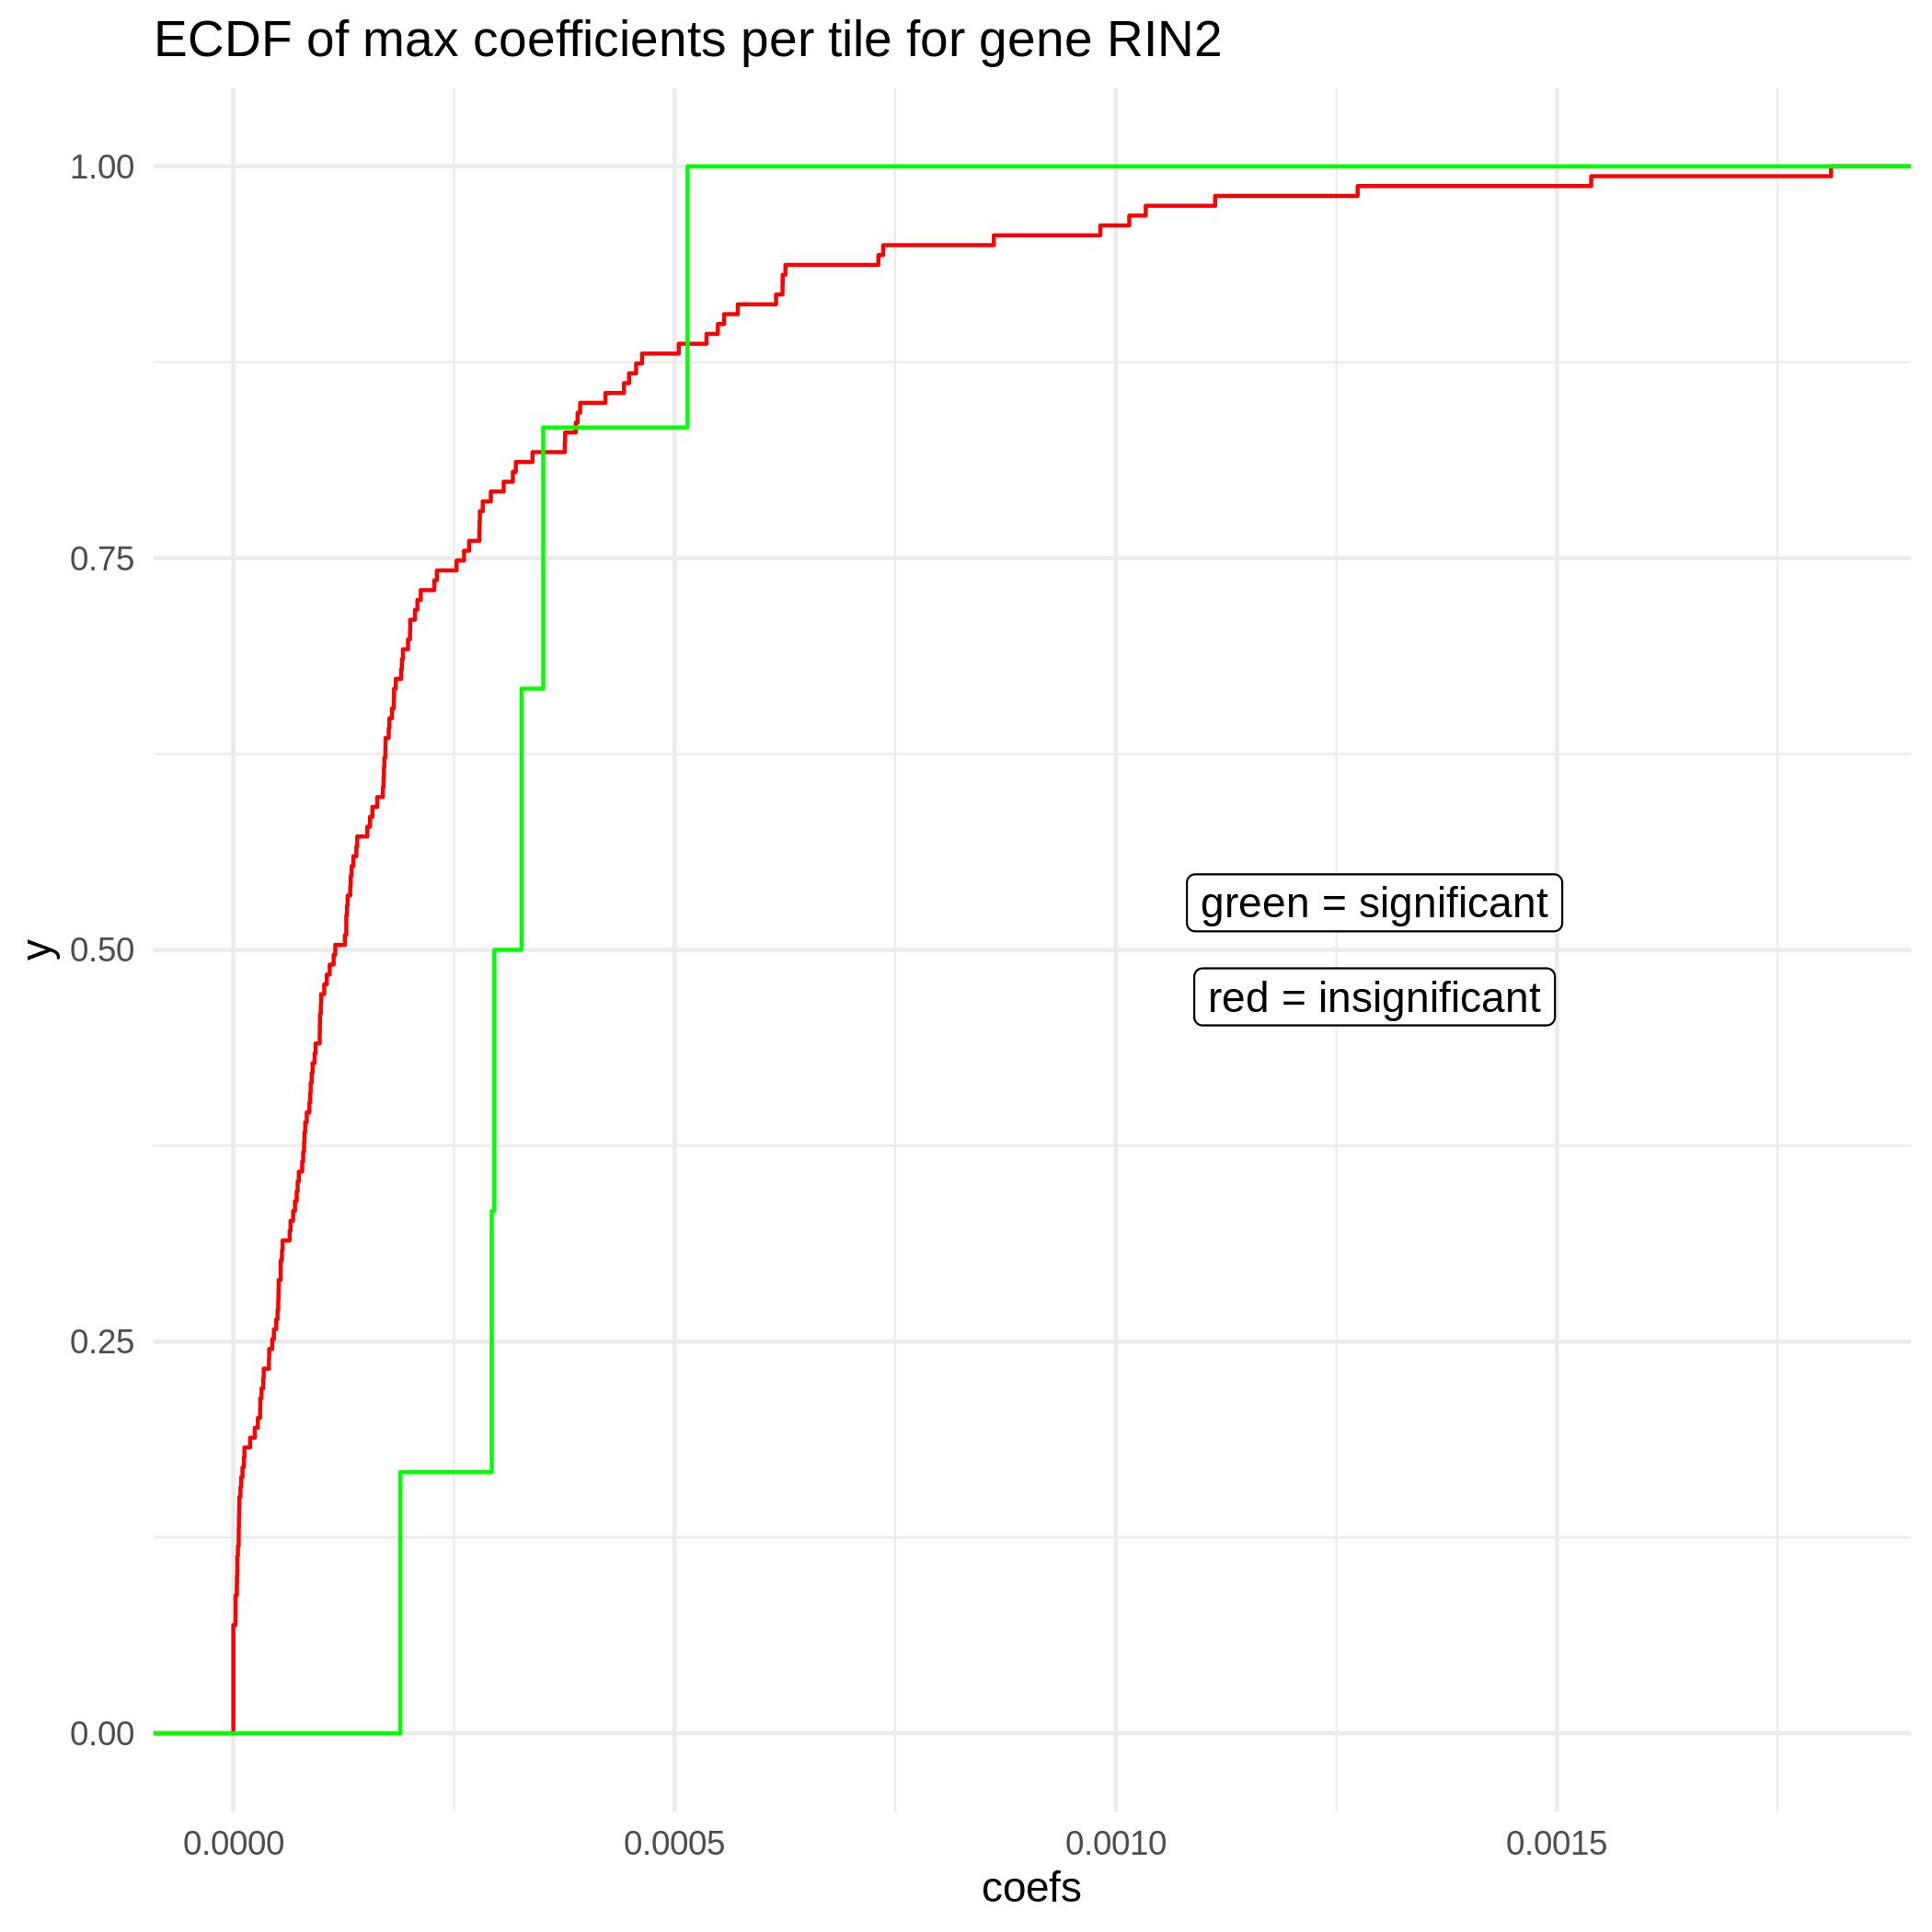 ECDF of max coefficients per tile for gene RIN2
1.00
0.75
0.50
0.25
0.00
y
green = significant
red = insignificant
0.0000 0.0005 0.0010 0.0015
coefs